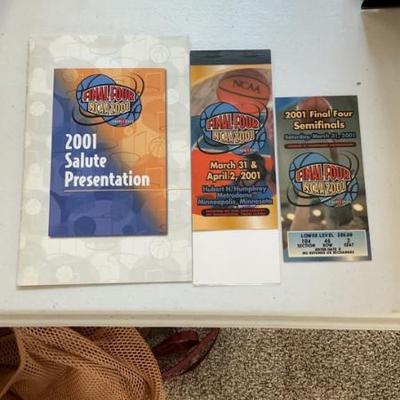 FINAL FOUR
NCAA 2001
2001
Salute
Presentation
NCAA
FINAL FOUR
NCAA 2001
March 31 &
April 2, 2001
Hubert H. Humphrey
Metrodome
Minneapolis, Minnesota
2001 Final Four
Semifinals
Saturday, March 31, 2001
FINAL FOUR
NCAA 2001
LOWER LEVEL
SECTION ROW SEAT
NO REFUNDS OR EXCHANGES